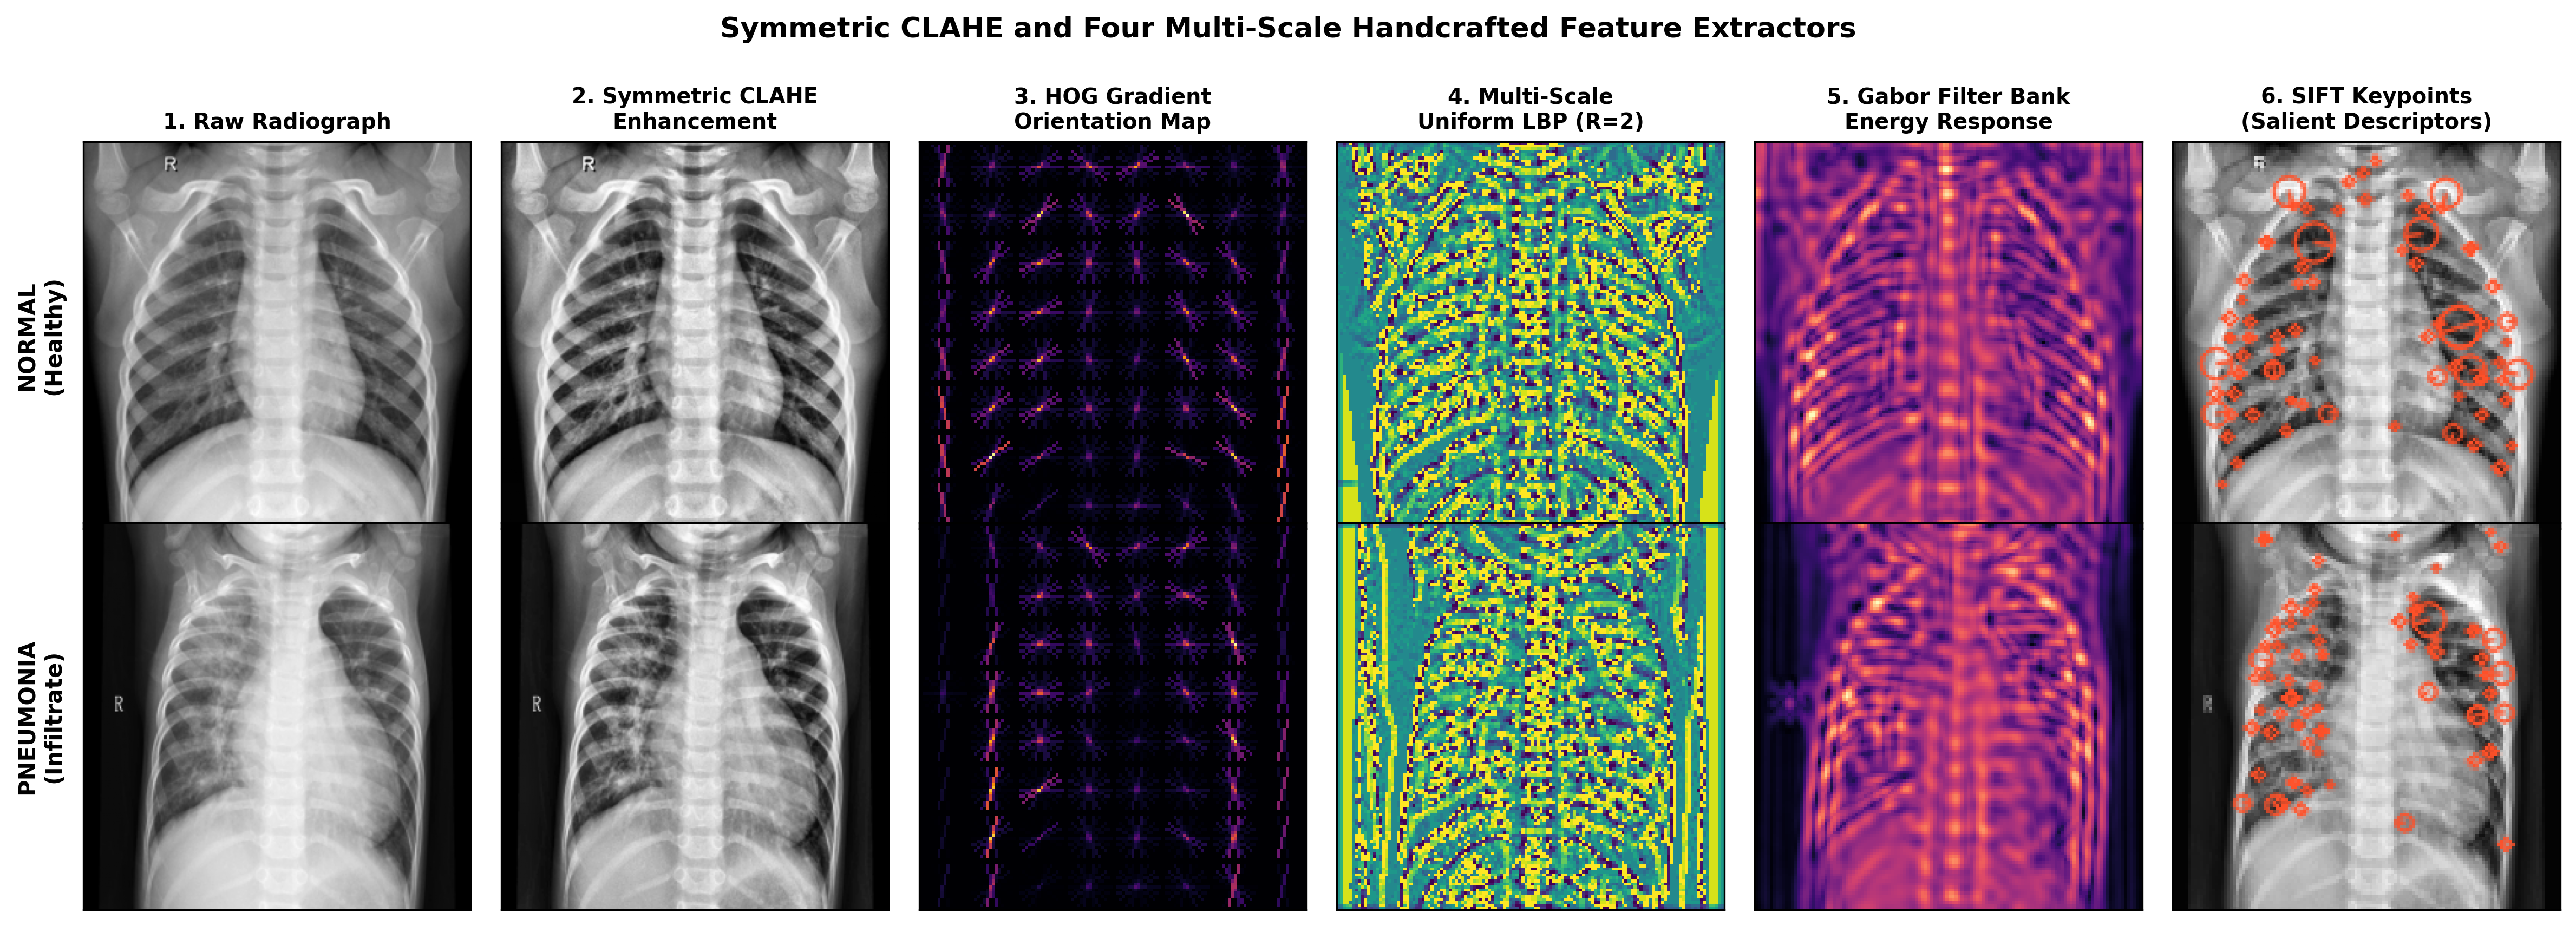 Symmetric CLAHE and Four Multi-Scale Handcrafted Feature Extractors
1. Raw Radiograph
2. Symmetric CLAHE
Enhancement
3. HOG Gradient
Orientation Map
4. Multi-Scale
Uniform LBP (R=2)
5. Gabor Filter Bank
Energy Response
6. SIFT Keypoints
(Salient Descriptors)
NORMAL
(Healthy)
R
R
R
PNEUMONIA
(Infiltrate)
R
R